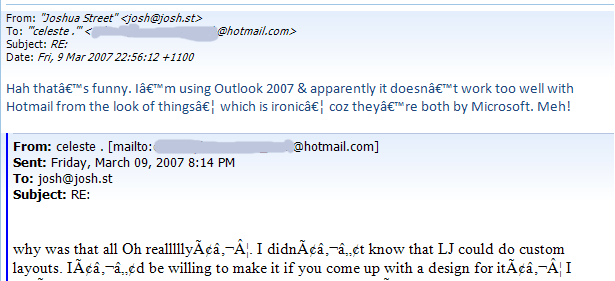 From: "Joshua Street" <josh@josh.st>
To: "'celeste .'" < @hotmail.com>
Subject: RE:
Date: Fri, 9 Mar 2007 22:56:12 +1100
Hah thatâ€™s funny. Iâ€™m using Outlook 2007 & apparently it doesnâ€™t work too well with
Hotmail from the look of thingsâ€¦ which is ironicâ€¦ coz theyâ€™re both by Microsoft. Meh!
From: celeste . [mailto: @hotmail.com]
Sent: Friday, March 09, 2007 8:14 PM
To: josh@josh.st
Subject: RE:
why was that all Oh realllllyÃ¢â‚¬Â¦. I didnÃ¢â‚¬â„¢t know that LJ could do custom
layouts. IÃ¢â‚¬â„¢d be willing to make it if you come up with a design for itÃ¢â‚¬Â¦ I